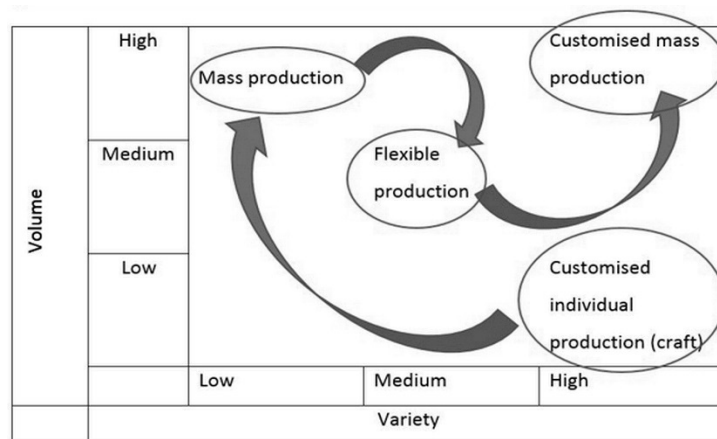 High
Mass production
Customised mass
production
Medium
Flexible
production
Volume
Low
Customised
individual
production (craft)
Low
Medium
High
Variety